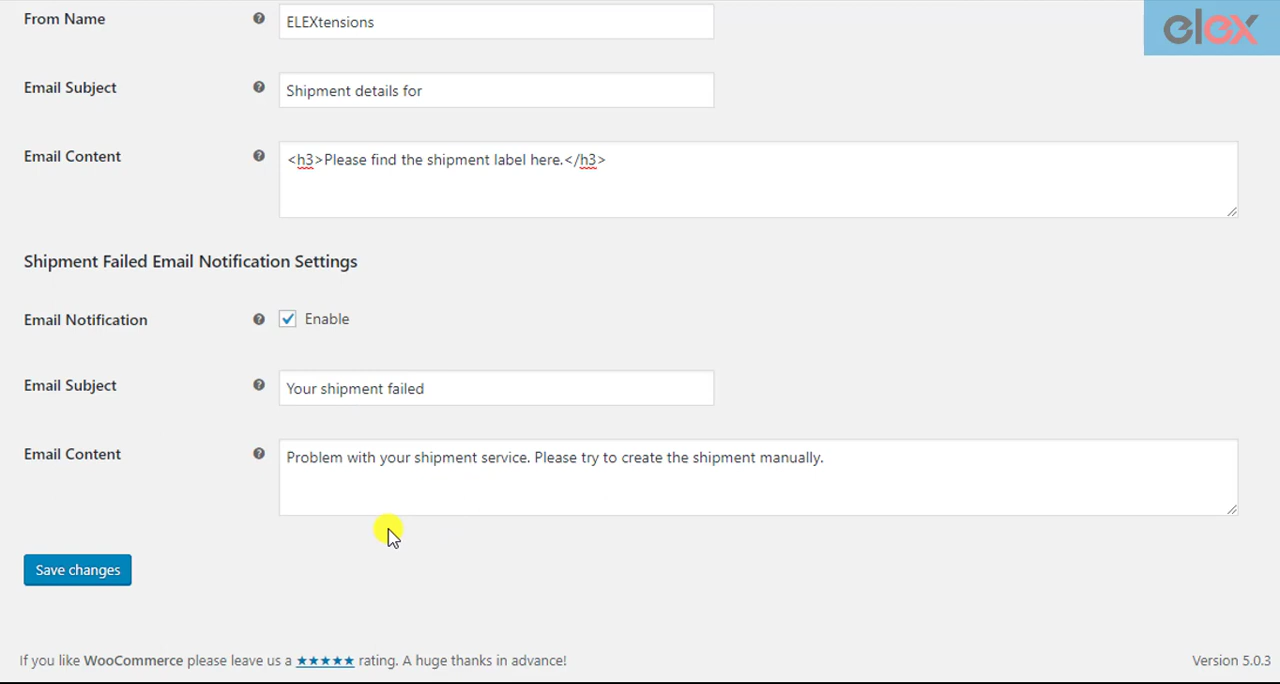 From Name
ELEXtensions
elex
Email Subject
Shipment details for
Email Content
<h3>Please find the shipment label here.</h3>
Shipment Failed Email Notification Settings
Email Notification
Enable
Email Subject
Your shipment failed
Email Content
Problem with your shipment service. Please try to create the shipment manually.
Save changes
If you like WooCommerce please leave us a ★★★★★ rating. A huge thanks in advance!
Version 5.0.3